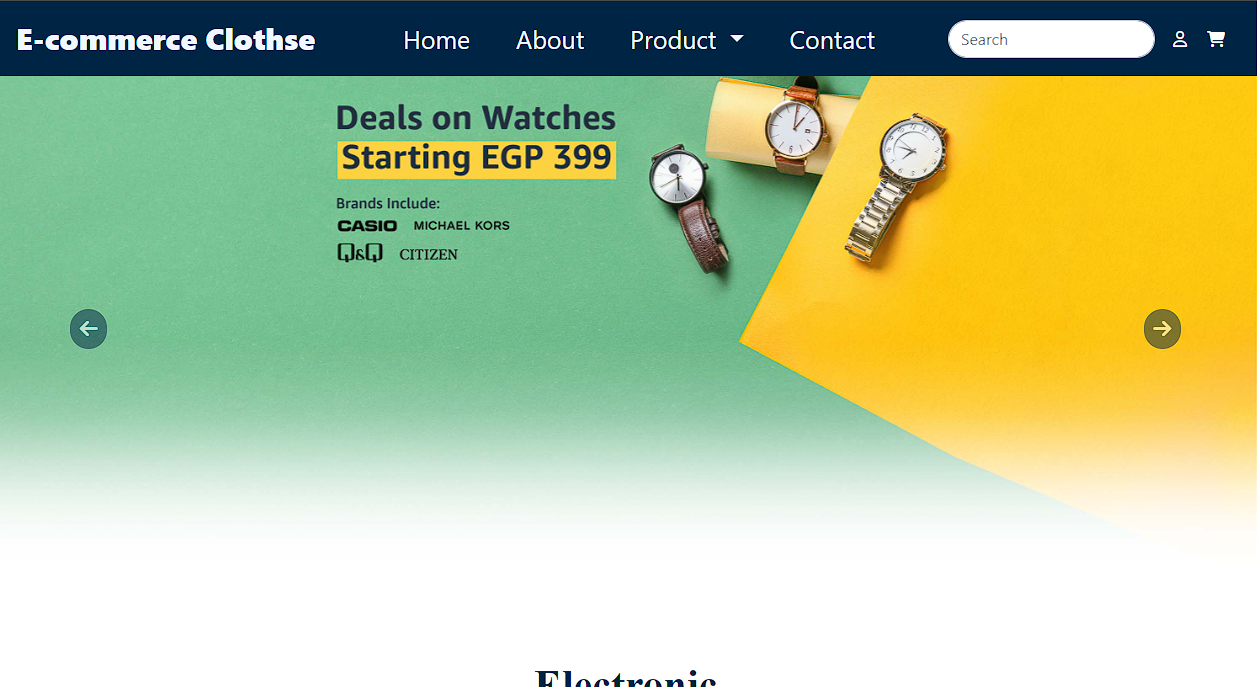 E-commerce Clothse Home About Product Contact Search
Deals on Watches
Starting EGP 399
Brands Include:
CASIO MICHAEL KORS
Q&Q CITIZEN
Electronic